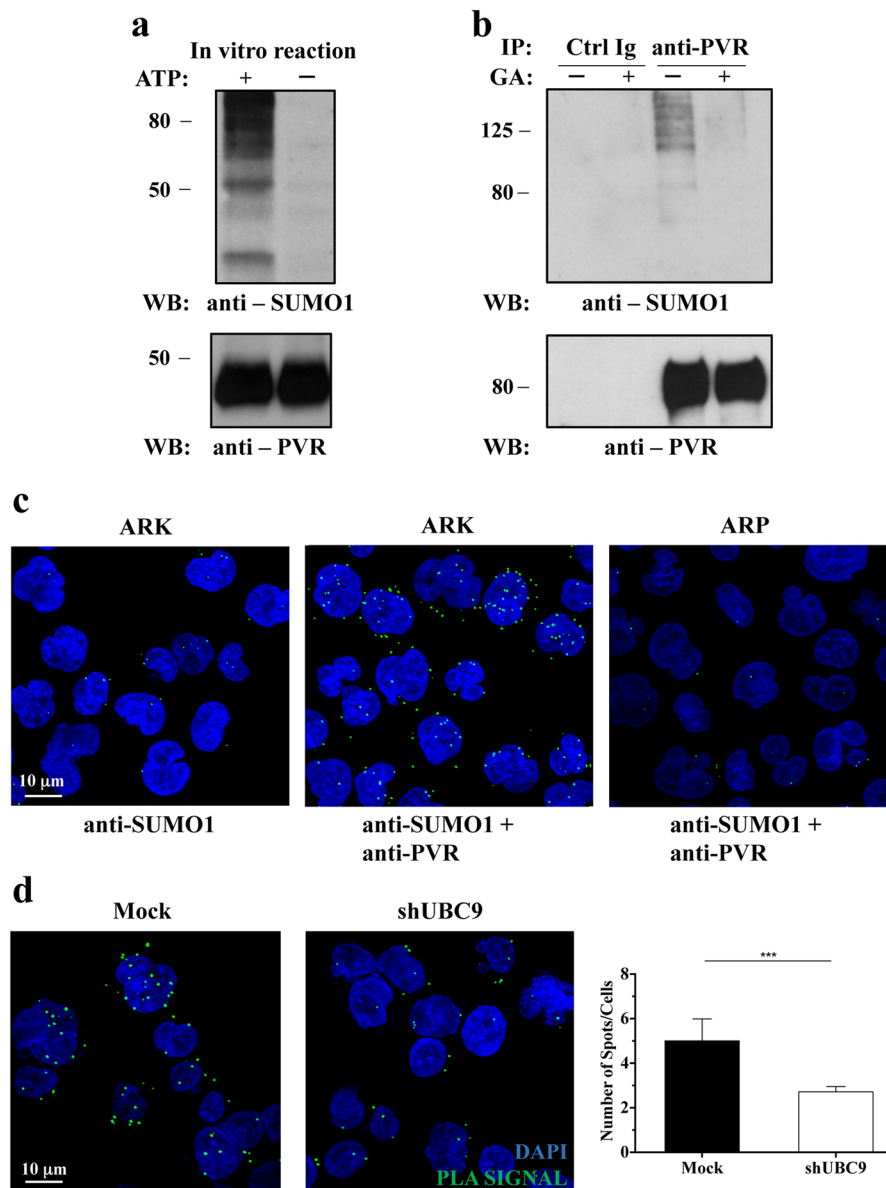 a
In vitro reaction
ATP: + –
80 –
50 –
WB: anti – SUMO1
50 –
WB: anti – PVR
b
IP: Ctrl Ig anti-PVR
GA: – + – +
125 –
80 –
WB: anti – SUMO1
80 –
WB: anti – PVR
c
ARK
ARK
ARP
10 μm
anti-SUMO1
anti-SUMO1 +
anti-PVR
anti-SUMO1 +
anti-PVR
d
Mock
shUBC9
10 μm
DAPI
PLA SIGNAL
***
Number of Spots/Cells
8
6
4
2
0
Mock
shUBC9